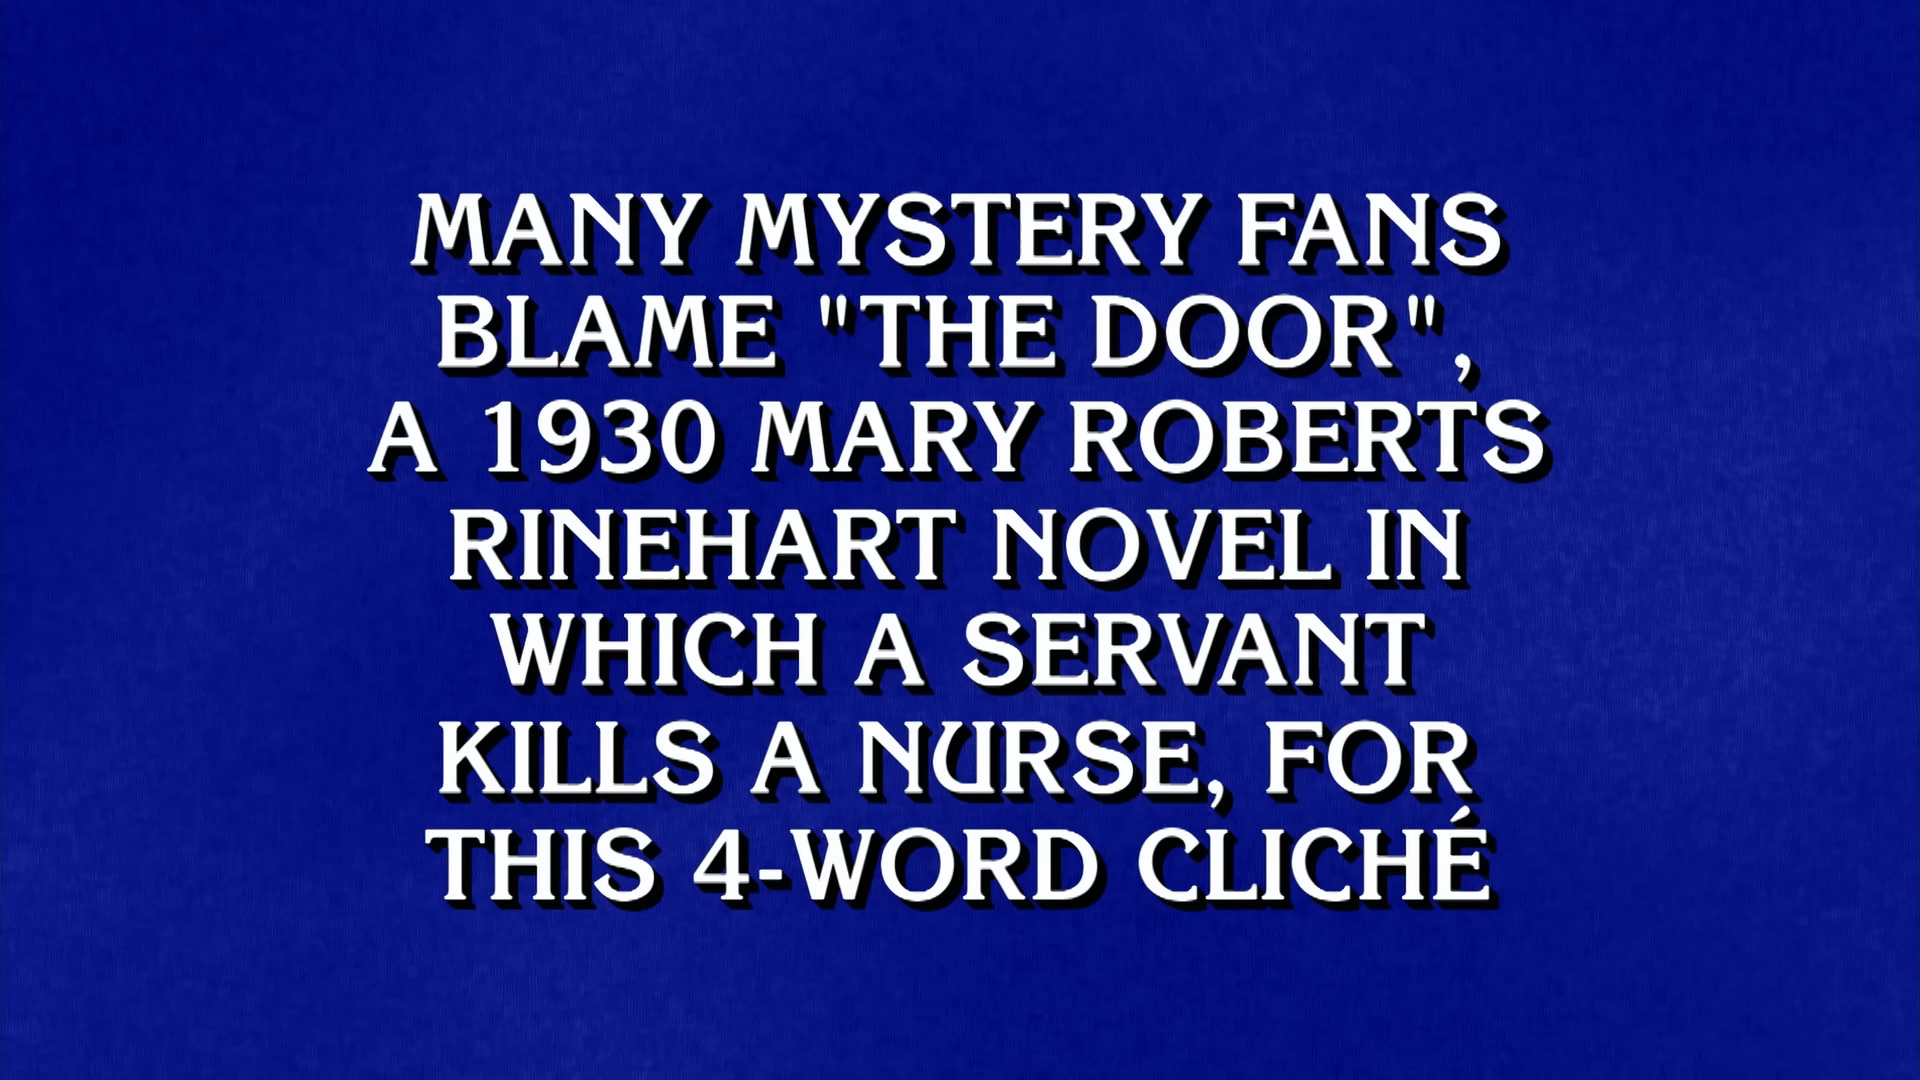 MANY MYSTERY FANS
BLAME "THE DOOR",
A 1930 MARY ROBERTS
RINEHART NOVEL IN
WHICH A SERVANT
KILLS A NURSE, FOR
THIS 4-WORD CLICHÉ